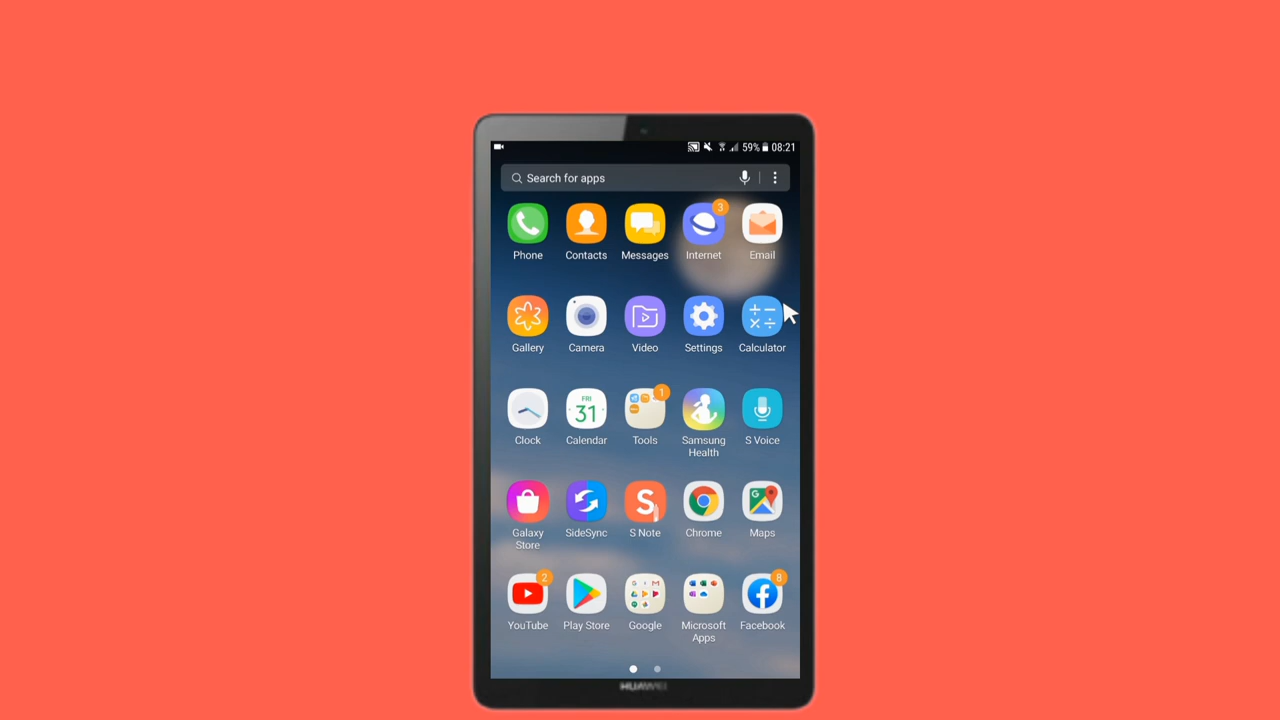 59% 08:21
Search for apps
3
Phone Contacts Messages Internet Email
Gallery Camera Video Settings Calculator
FRI
31
1
Clock Calendar Tools Samsung Health S Voice
S
G
Galaxy Store SideSync S Note Chrome Maps
2
8
YouTube Play Store Google Microsoft Apps Facebook
HUAWEI